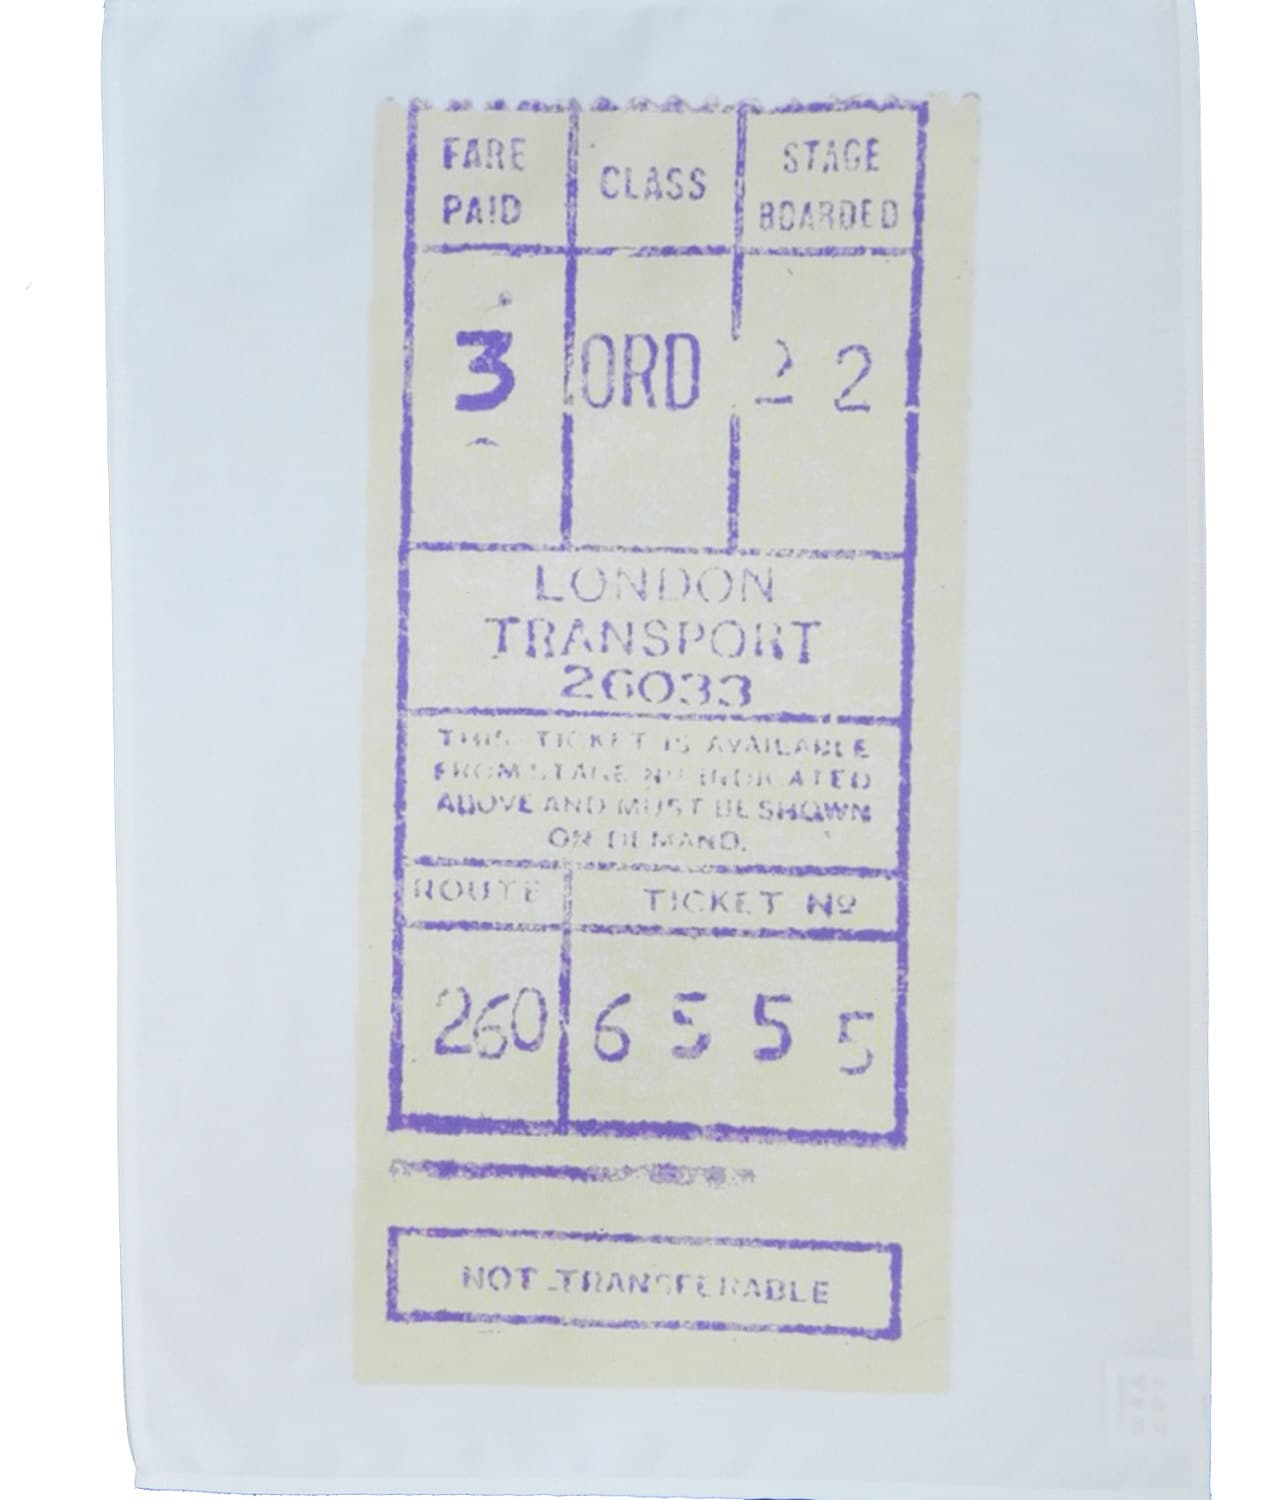 FARE PAID
CLASS
STAGE BOARDED
3
ORD
2 2
LONDON
TRANSPORT
26033
THIS TICKET IS AVAILABLE
FROM STAGE Nº INDICATED
ABOVE AND MUST BE SHOWN
ON DEMAND.
ROUTE
TICKET Nº
260
6 5 5 5
NOT TRANSFERABLE